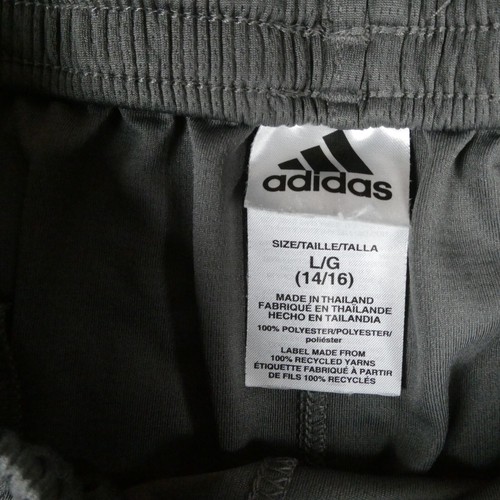 adidas
SIZE/TAILLE/TALLA
L/G
(14/16)
MADE IN THAILAND
FABRIQUÉ EN THAÏLANDE
HECHO EN TAILANDIA
100% POLYESTER/POLYESTER/
poliéster
LABEL MADE FROM
100% RECYCLED YARNS
ÉTIQUETTE FABRIQUÉ À PARTIR
DE FILS 100% RECYCLÉS